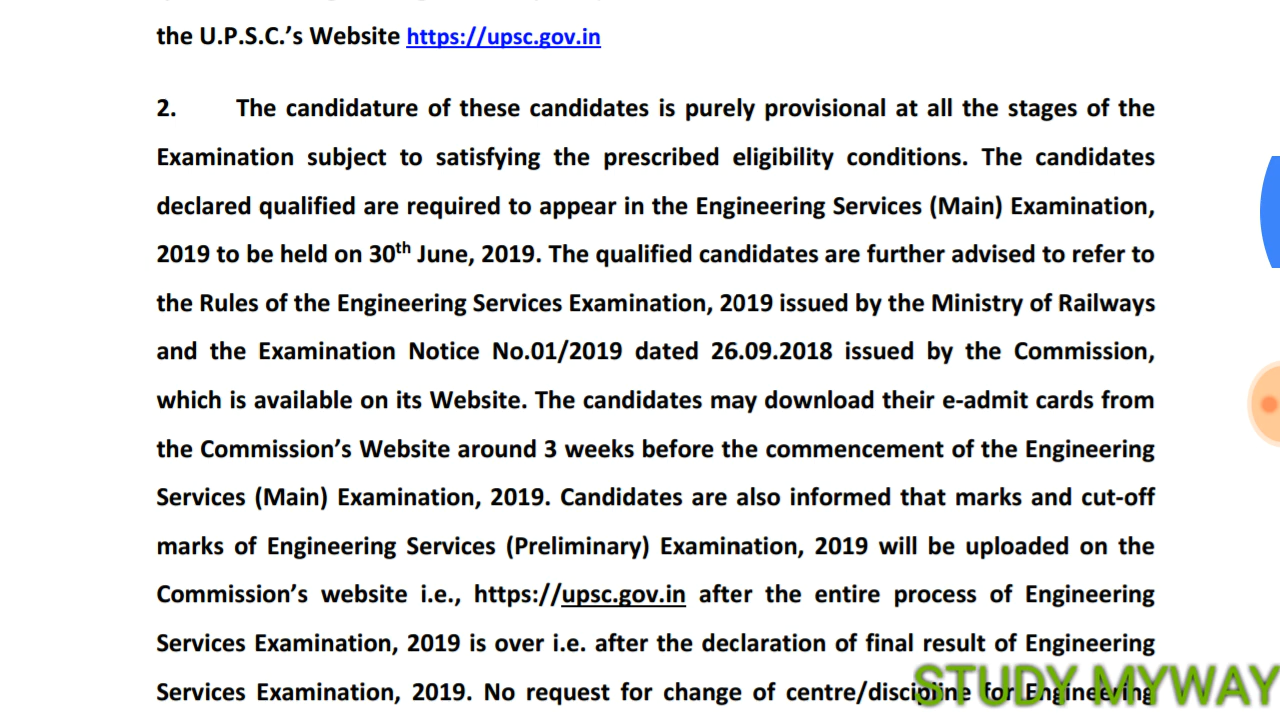 the U.P.S.C.’s Website https://upsc.gov.in
2. The candidature of these candidates is purely provisional at all the stages of the
Examination subject to satisfying the prescribed eligibility conditions. The candidates
declared qualified are required to appear in the Engineering Services (Main) Examination,
2019 to be held on 30th June, 2019. The qualified candidates are further advised to refer to
the Rules of the Engineering Services Examination, 2019 issued by the Ministry of Railways
and the Examination Notice No.01/2019 dated 26.09.2018 issued by the Commission,
which is available on its Website. The candidates may download their e-admit cards from
the Commission’s Website around 3 weeks before the commencement of the Engineering
Services (Main) Examination, 2019. Candidates are also informed that marks and cut-off
marks of Engineering Services (Preliminary) Examination, 2019 will be uploaded on the
Commission’s website i.e., https://upsc.gov.in after the entire process of Engineering
Services Examination, 2019 is over i.e. after the declaration of final result of Engineering
Services Examination, 2019. No request for change of centre/discipline for Engineering
STUDY MYWAY